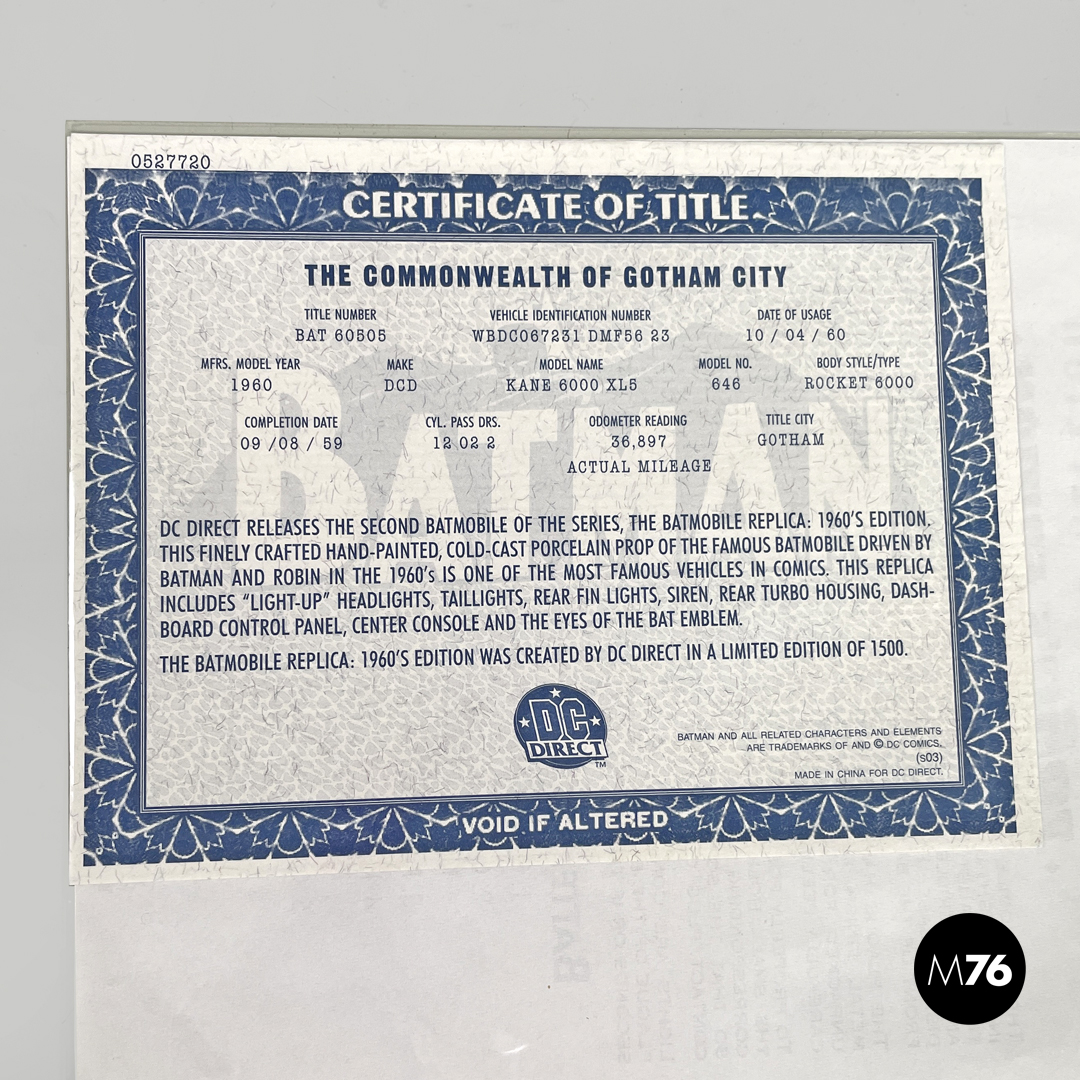 0527720
CERTIFICATE OF TITLE
THE COMMONWEALTH OF GOTHAM CITY
TITLE NUMBER VEHICLE IDENTIFICATION NUMBER DATE OF USAGE
BAT 60505 WBDC067231 DMF56 23 10 / 04 / 60
MFRS. MODEL YEAR MAKE MODEL NAME MODEL NO. BODY STYLE/TYPE
1960 DCD KANE 6000 XL5 646 ROCKET 6000
COMPLETION DATE CYL. PASS DRS. ODOMETER READING TITLE CITY
09 /08 / 59 12 02 2 36,897 GOTHAM
ACTUAL MILEAGE
BATMAN
DC DIRECT RELEASES THE SECOND BATMOBILE OF THE SERIES, THE BATMOBILE REPLICA: 1960'S EDITION.
THIS FINELY CRAFTED HAND-PAINTED, COLD-CAST PORCELAIN PROP OF THE FAMOUS BATMOBILE DRIVEN BY
BATMAN AND ROBIN IN THE 1960's IS ONE OF THE MOST FAMOUS VEHICLES IN COMICS. THIS REPLICA
INCLUDES "LIGHT-UP" HEADLIGHTS, TAILLIGHTS, REAR FIN LIGHTS, SIREN, REAR TURBO HOUSING, DASH-
BOARD CONTROL PANEL, CENTER CONSOLE AND THE EYES OF THE BAT EMBLEM.
THE BATMOBILE REPLICA: 1960'S EDITION WAS CREATED BY DC DIRECT IN A LIMITED EDITION OF 1500.
DC
DIRECT
TM
BATMAN AND ALL RELATED CHARACTERS AND ELEMENTS
ARE TRADEMARKS OF AND © DC COMICS.
(s03)
MADE IN CHINA FOR DC DIRECT.
VOID IF ALTERED
M76